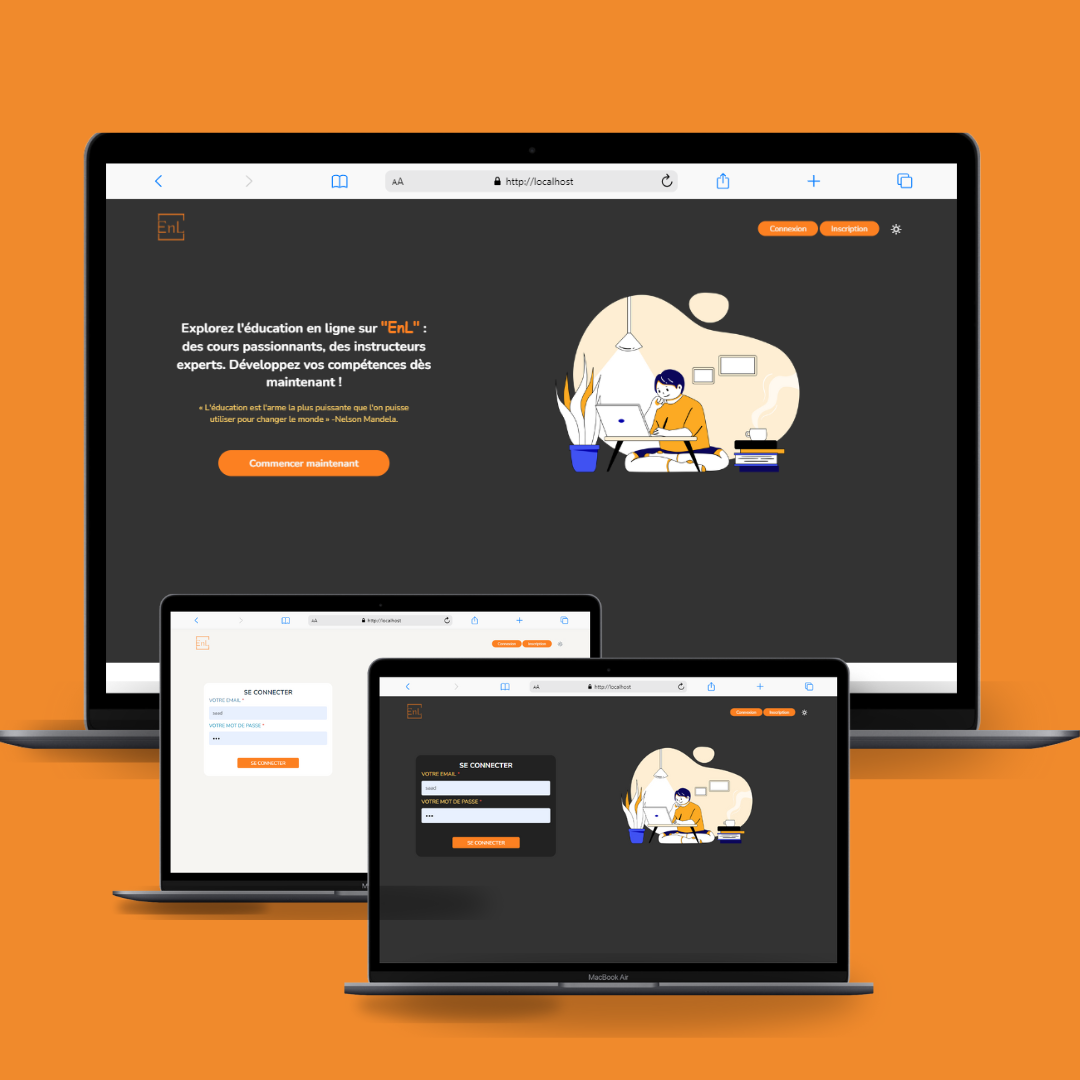 AA http://localhost
EnL
Connexion Inscription
Explorez l'éducation en ligne sur "EnL" :
des cours passionnants, des instructeurs
experts. Développez vos compétences dès
maintenant !
« L'éducation est l'arme la plus puissante que l'on puisse
utiliser pour changer le monde » -Nelson Mandela.
Commencer maintenant
AA http://localhost
EnL
Connexion Inscription
SE CONNECTER
VOTRE EMAIL *
VOTRE MOT DE PASSE *
SE CONNECTER
M
AA http://localhost
EnL
Connexion Inscription
SE CONNECTER
VOTRE EMAIL *
VOTRE MOT DE PASSE *
SE CONNECTER
MacBook Air